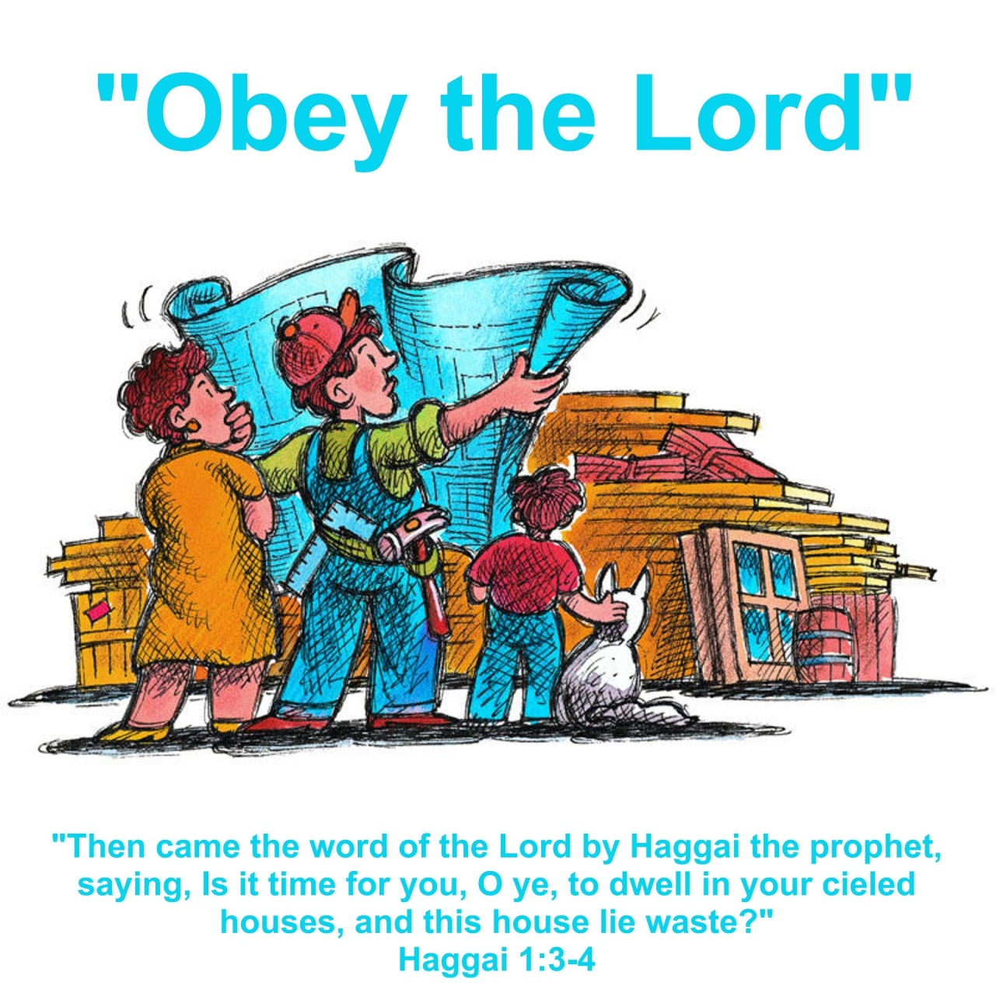 "Obey the Lord"
"Then came the word of the Lord by Haggai the prophet,
saying, Is it time for you, O ye, to dwell in your cieled
houses, and this house lie waste?"
Haggai 1:3-4